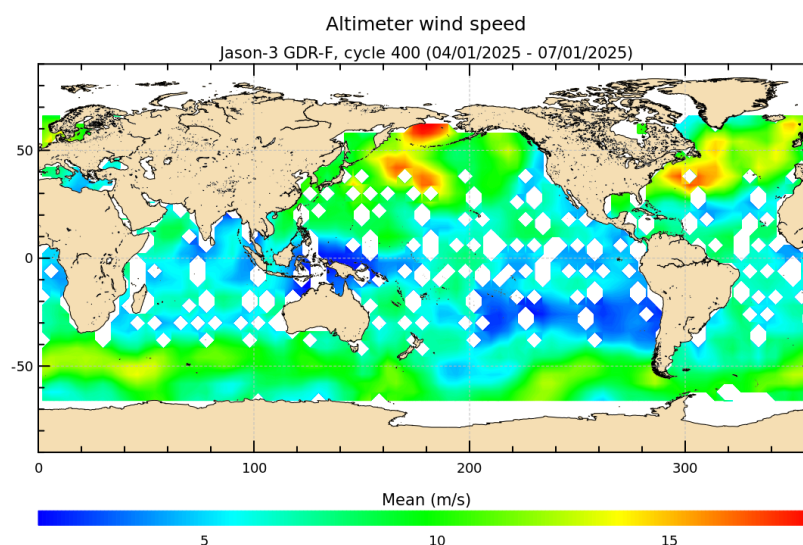 Altimeter wind speed
Jason-3 GDR-F, cycle 400 (04/01/2025 - 07/01/2025)
50
0
-50
0 100 200 300
Mean (m/s)
5 10 15